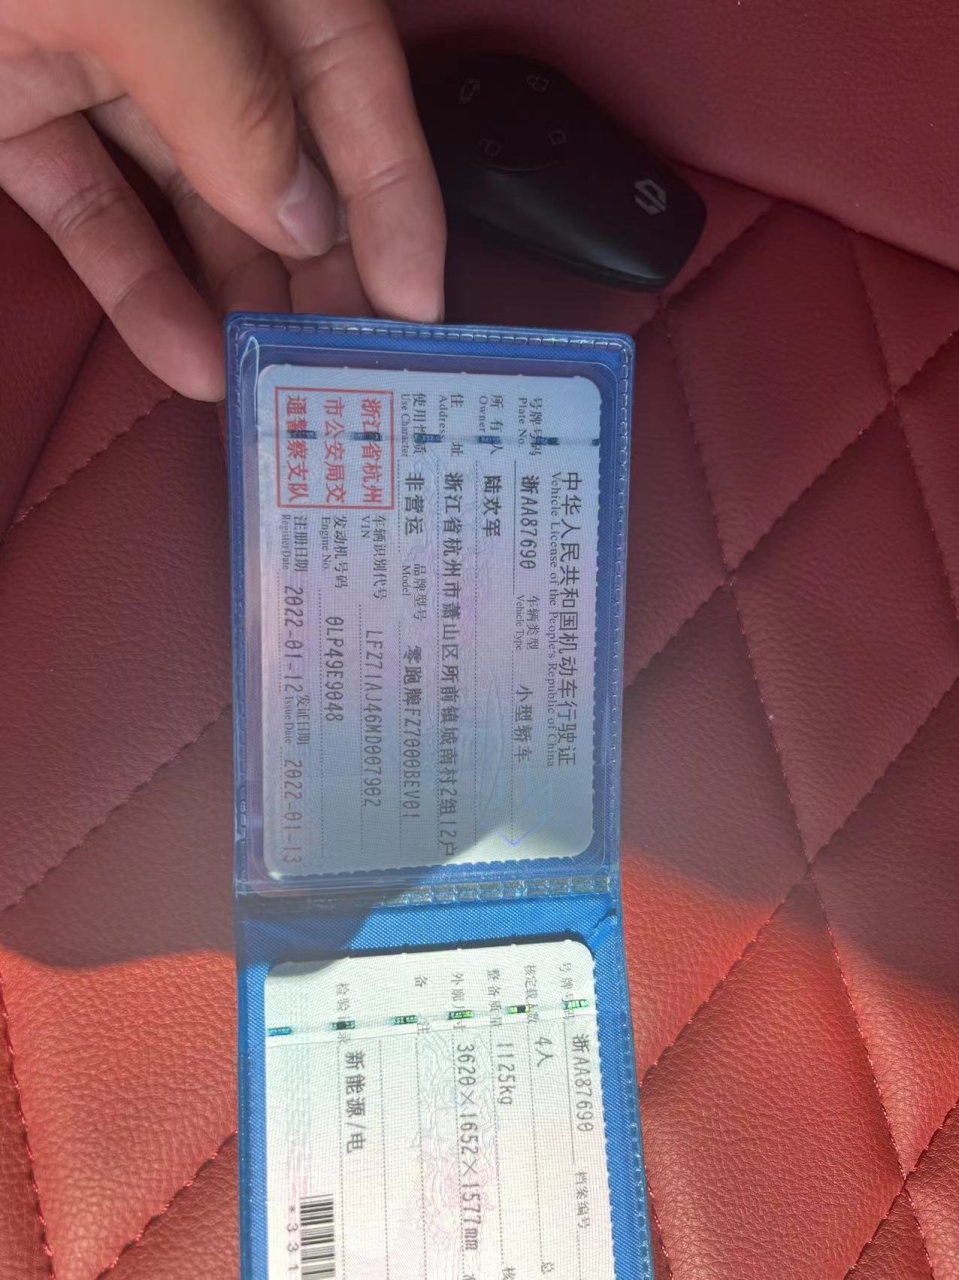 中华人民共和国机动车行驶证
Vehicle License of the People's Republic of China
号牌号码 浙AA87690 车辆类型 小型轿车
Plate No. Vehicle Type
所有人 陆欢军
Owner
住址 浙江省杭州市萧山区所前镇城南村2组12户
Address
使用性质 非营运 品牌型号 零跑牌FZ7000BEV01
Use Character Model
浙江省杭州
市公安局交
通警察支队
车辆识别代号 LFZ71AJ46MD007902
VIN
发动机号码 0LP49E9048
Engine No.
注册日期 2022-01-12 发证日期 2022-01-13
Register Date Issue Date
号牌号码 浙AA87690 档案编号
核定载人数 4人 总
整备质量 1125kg 核
外廓尺寸 3620×1652×1577mm 准
备注
检验记录 新能源/电
*331